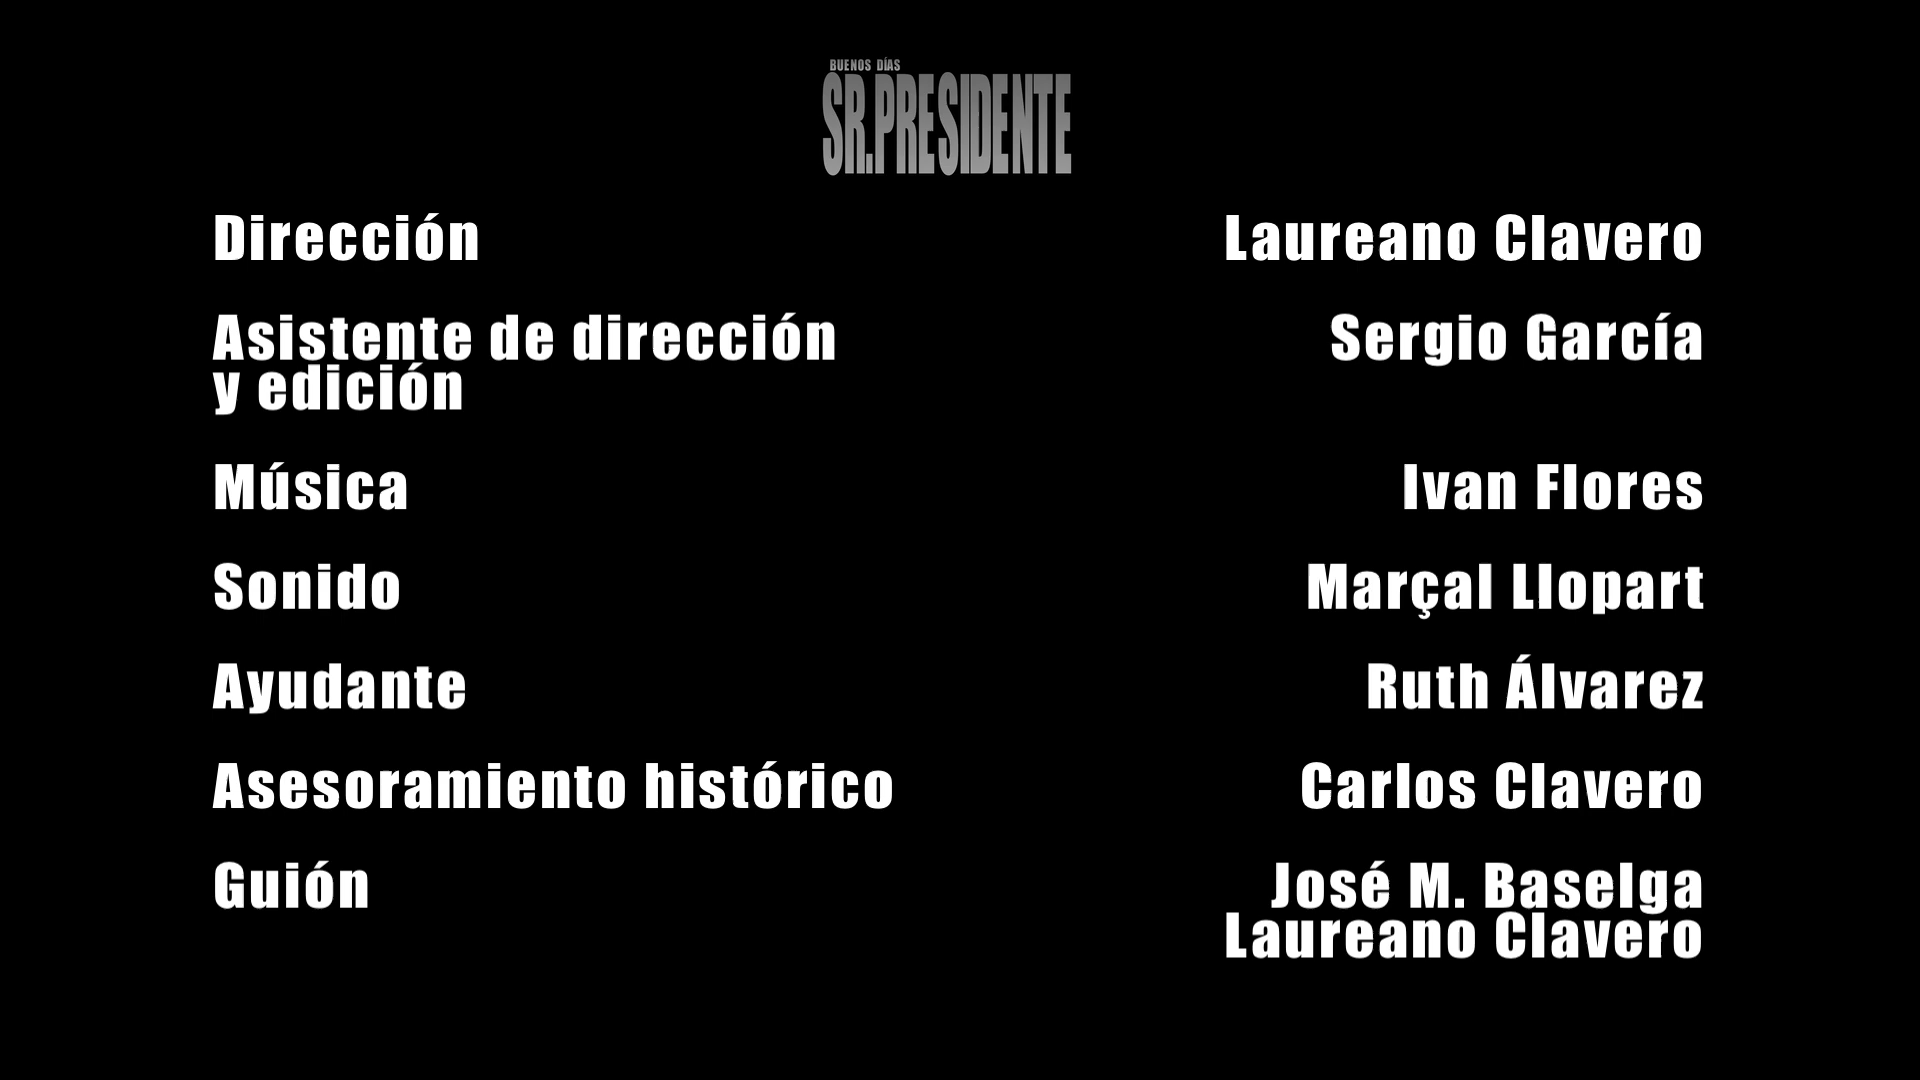 BUENOS DÍAS
SR.PRESIDENTE
Dirección Laureano Clavero
Asistente de dirección Sergio García
y edición
Música Ivan Flores
Sonido Marçal Llopart
Ayudante Ruth Álvarez
Asesoramiento histórico Carlos Clavero
Guión José M. Baselga
Laureano Clavero